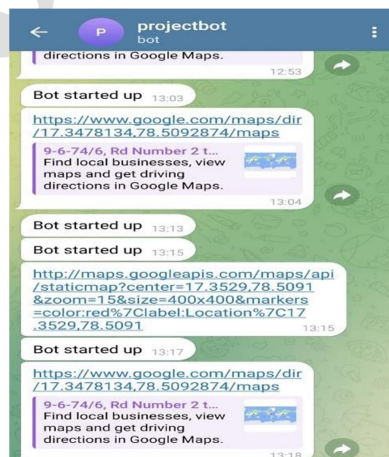 projectbot
P
bot
directions in Google Maps.
12:53
Bot started up 13:03
https://www.google.com/maps/dir
/17.3478134,78.5092874/maps
9-6-74/6, Rd Number 2 t...
Find local businesses, view
maps and get driving
directions in Google Maps.
13:04
Bot started up 13:13
Bot started up 13:15
http://maps.googleapis.com/maps/api
/staticmap?center=17.3529,78.5091
&zoom=15&size=400x400&markers
=color:red%7Clabel:Location%7C17
.3529,78.5091 13:15
Bot started up 13:17
https://www.google.com/maps/dir
/17.3478134,78.5092874/maps
9-6-74/6, Rd Number 2 t...
Find local businesses, view
maps and get driving
directions in Google Maps.
13:18